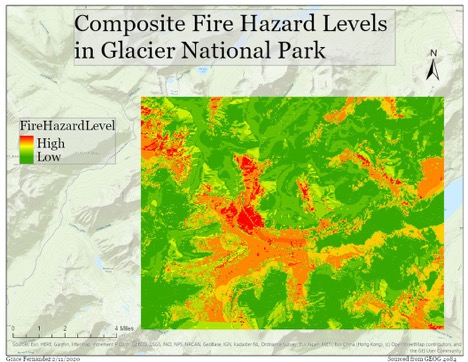 Composite Fire Hazard Levels
in Glacier National Park
N
FireHazardLevel
High
Low
0 1 2 4 Miles
Sources: Esri, HERE, Garmin, Intermap, increment P Corp., GEBCO, USGS, FAO, NPS, NRCAN, GeoBase, IGN, Kadaster NL, Ordnance Survey, Esri Japan, METI, Esri China (Hong Kong), (c) OpenStreetMap contributors, and
the GIS User Community
Grace Fernandez 2/11/2020
Sourced from GEOG 2984